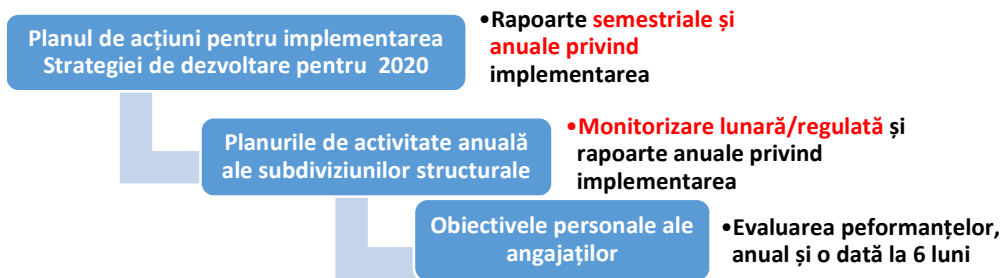 Planul de acțiuni pentru implementarea
Strategiei de dezvoltare pentru 2020
•Rapoarte semestriale și
anuale privind
implementarea
Planurile de activitate anuală
ale subdiviziunilor structurale
•Monitorizare lunară/regulată și
rapoarte anuale privind
implementarea
Obiectivele personale ale
angajaților
•Evaluarea peformanțelor,
anual și o dată la 6 luni